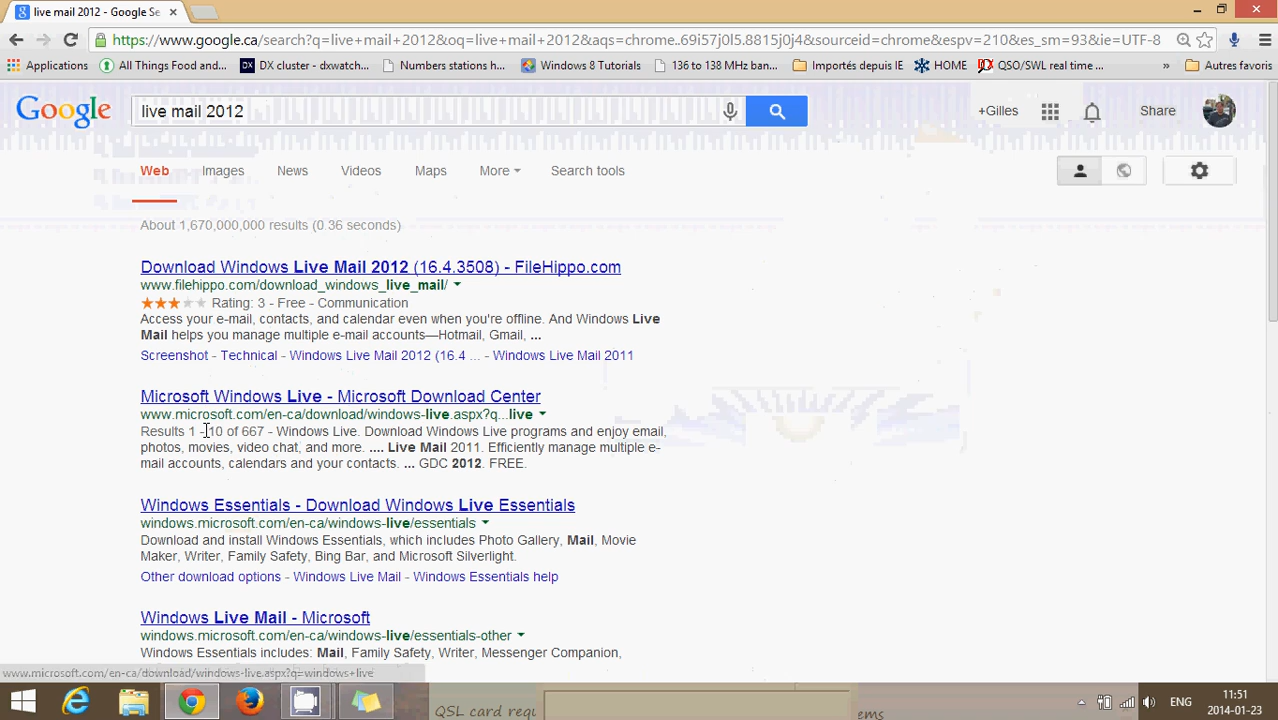 live mail 2012 - Google Se
https://www.google.ca/search?q=live+mail+2012&oq=live+mail+2012&aqs=chrome..69i57j0l5.8815j0j4&sourceid=chrome&espv=210&es_sm=93&ie=UTF-8
Applications All Things Food and... DX cluster - dxwatch... Numbers stations h... Windows 8 Tutorials 136 to 138 MHz ban... Importés depuis IE HOME QSO/SWL real time ... » Autres favoris
Google live mail 2012 +Gilles Share
Web Images News Videos Maps More Search tools
About 1,670,000,000 results (0.36 seconds)
Download Windows Live Mail 2012 (16.4.3508) - FileHippo.com
www.filehippo.com/download_windows_live_mail/
Rating: 3 - Free - Communication
Access your e-mail, contacts, and calendar even when you're offline. And Windows Live
Mail helps you manage multiple e-mail accounts—Hotmail, Gmail, ...
Screenshot - Technical - Windows Live Mail 2012 (16.4 ... - Windows Live Mail 2011
Microsoft Windows Live - Microsoft Download Center
www.microsoft.com/en-ca/download/windows-live.aspx?q...live
Results 1 - 10 of 667 - Windows Live. Download Windows Live programs and enjoy email,
photos, movies, video chat, and more. .... Live Mail 2011. Efficiently manage multiple e-
mail accounts, calendars and your contacts. ... GDC 2012. FREE.
Windows Essentials - Download Windows Live Essentials
windows.microsoft.com/en-ca/windows-live/essentials
Download and install Windows Essentials, which includes Photo Gallery, Mail, Movie
Maker, Writer, Family Safety, Bing Bar, and Microsoft Silverlight.
Other download options - Windows Live Mail - Windows Essentials help
Windows Live Mail - Microsoft
windows.microsoft.com/en-ca/windows-live/essentials-other
Windows Essentials includes: Mail, Family Safety, Writer, Messenger Companion,
www.microsoft.com/en-ca/download/windows-live.aspx?q=windows+live
QSL card requ
ENG
11:51
2014-01-23